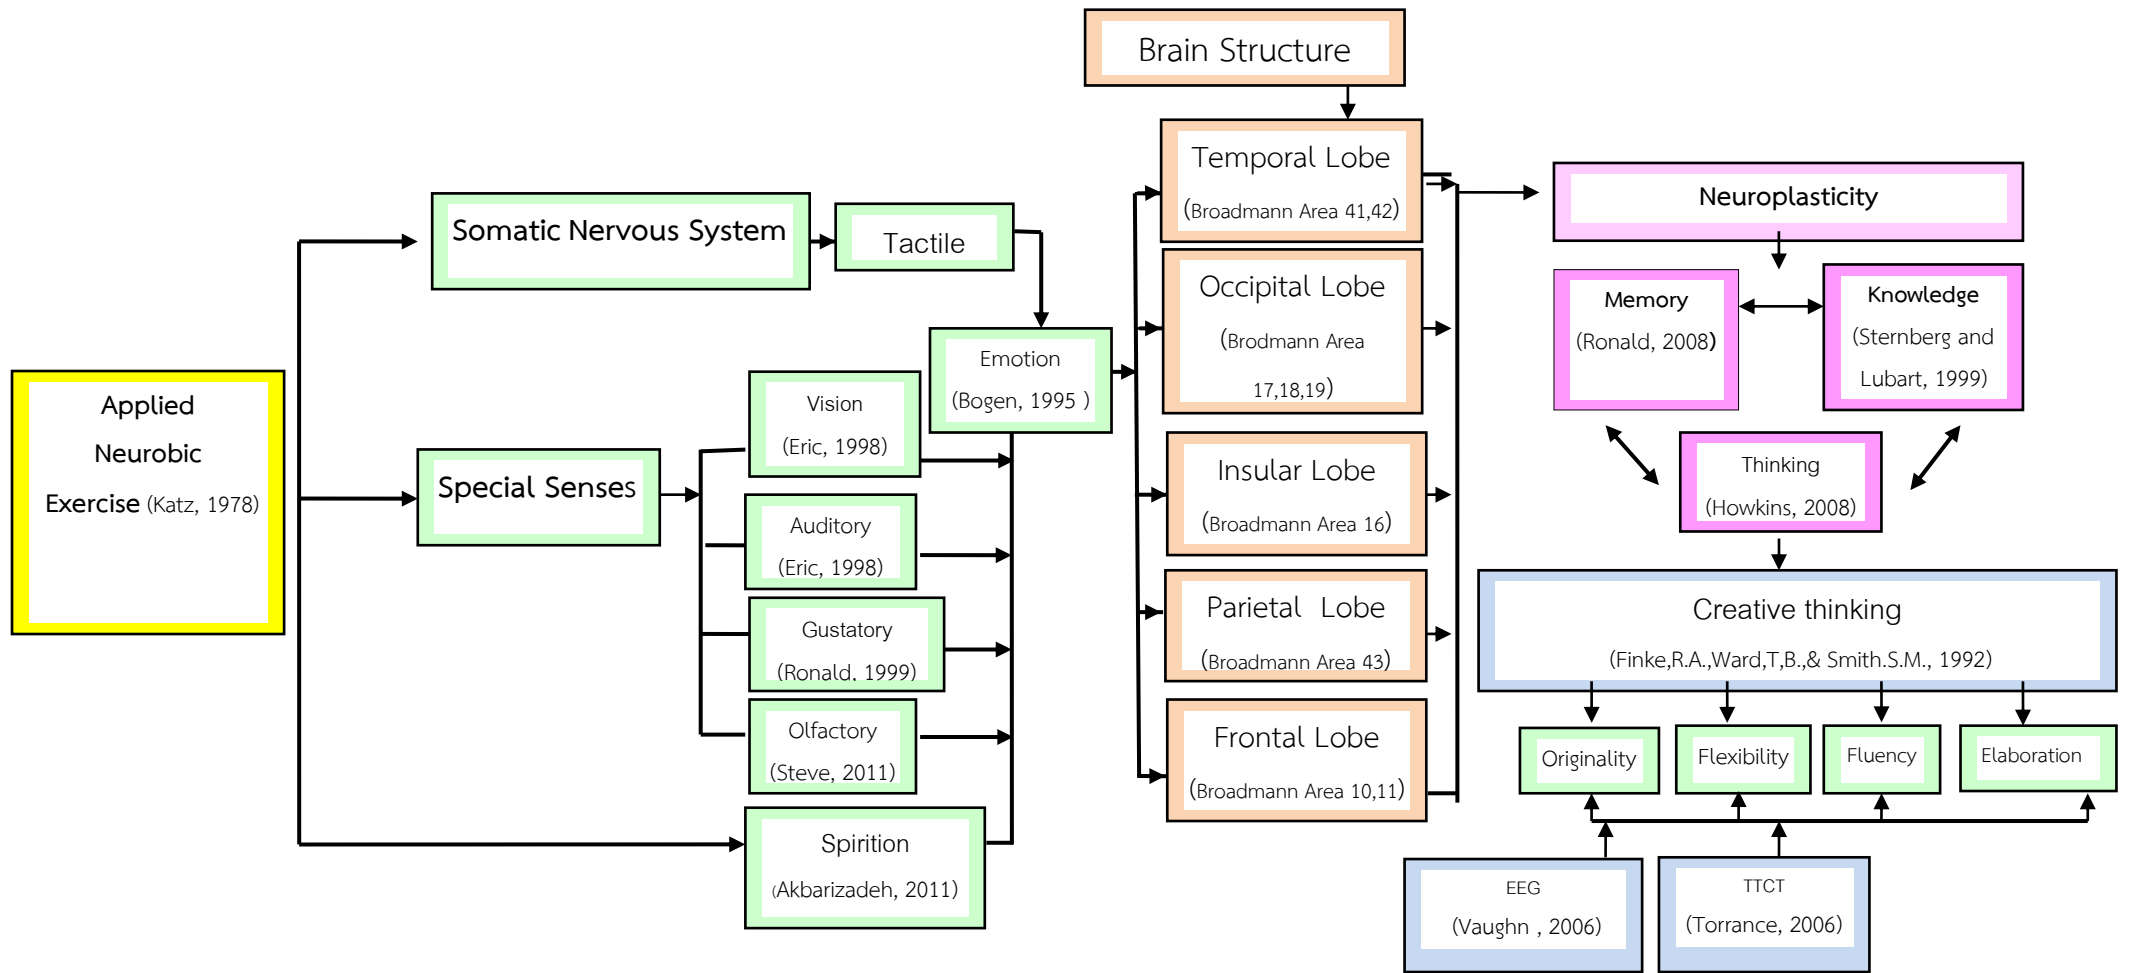 Brain Structure
Temporal Lobe
(Broadmann Area 41,42)
Occipital Lobe
(Brodmann Area
17,18,19)
Insular Lobe
(Broadmann Area 16)
Parietal Lobe
(Broadmann Area 43)
Frontal Lobe
(Broadmann Area 10,11)
Applied
Neurobic
Exercise (Katz, 1978)
Somatic Nervous System
Tactile
Emotion
(Bogen, 1995 )
Special Senses
Vision
(Eric, 1998)
Auditory
(Eric, 1998)
Gustatory
(Ronald, 1999)
Olfactory
(Steve, 2011)
Spirition
(Akbarizadeh, 2011)
Neuroplasticity
Memory
(Ronald, 2008)
Knowledge
(Sternberg and
Lubart, 1999)
Thinking
(Howkins, 2008)
Creative thinking
(Finke,R.A.,Ward,T,B.,& Smith.S.M., 1992)
Originality
Flexibility
Fluency
Elaboration
EEG
(Vaughn , 2006)
TTCT
(Torrance, 2006)